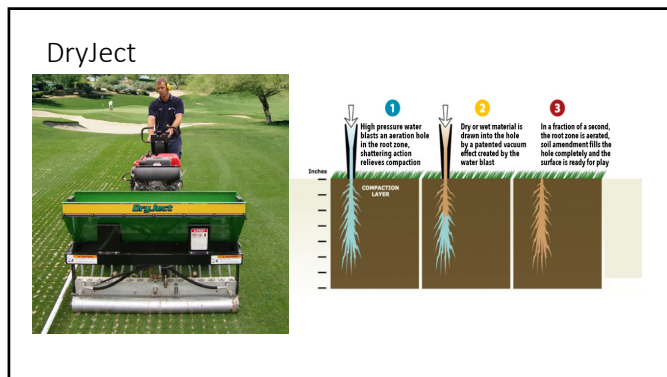 DryJect
DryJect
1
High pressure water
blasts an aeration hole
in the root zone,
shattering action
relieves compaction
2
Dry or wet material is
drawn into the hole
by a patented vacuum
effect created by the
water blast
3
In a fraction of a second,
the root zone is aerated,
soil amendment fills the
hole completely and the
surface is ready for play
Inches
COMPACTION
LAYER